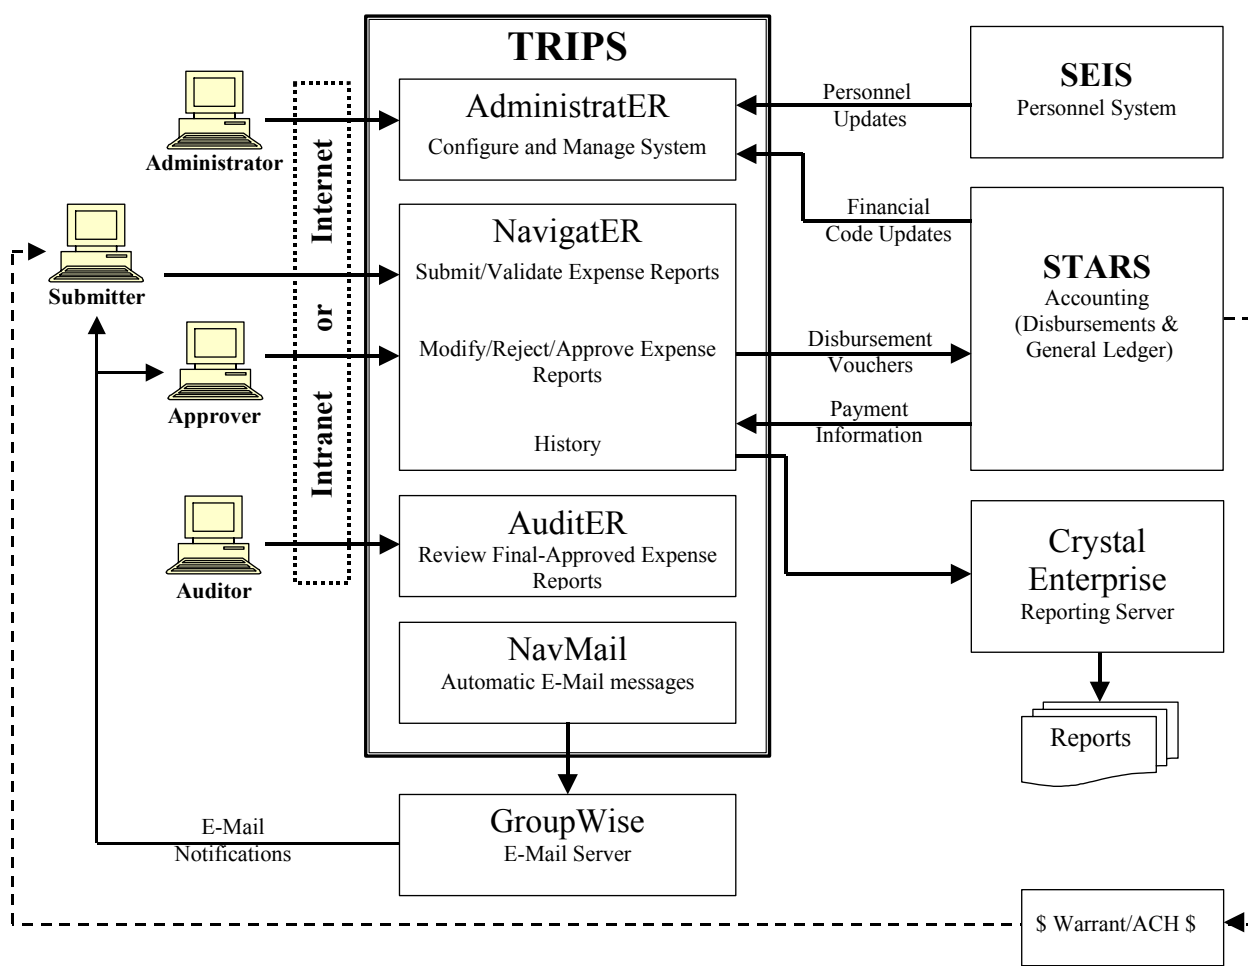 TRIPS
AdministratER
Configure and Manage System
NavigatER
Submit/Validate Expense Reports
Modify/Reject/Approve Expense
Reports
History
AuditER
Review Final-Approved Expense
Reports
NavMail
Automatic E-Mail messages
GroupWise
E-Mail Server
Administrator
Submitter
Approver
Auditor
Intranet or Internet
E-Mail
Notifications
Personnel
Updates
Financial
Code Updates
Disbursement
Vouchers
Payment
Information
SEIS
Personnel System
STARS
Accounting
(Disbursements &
General Ledger)
Crystal
Enterprise
Reporting Server
Reports
$ Warrant/ACH $